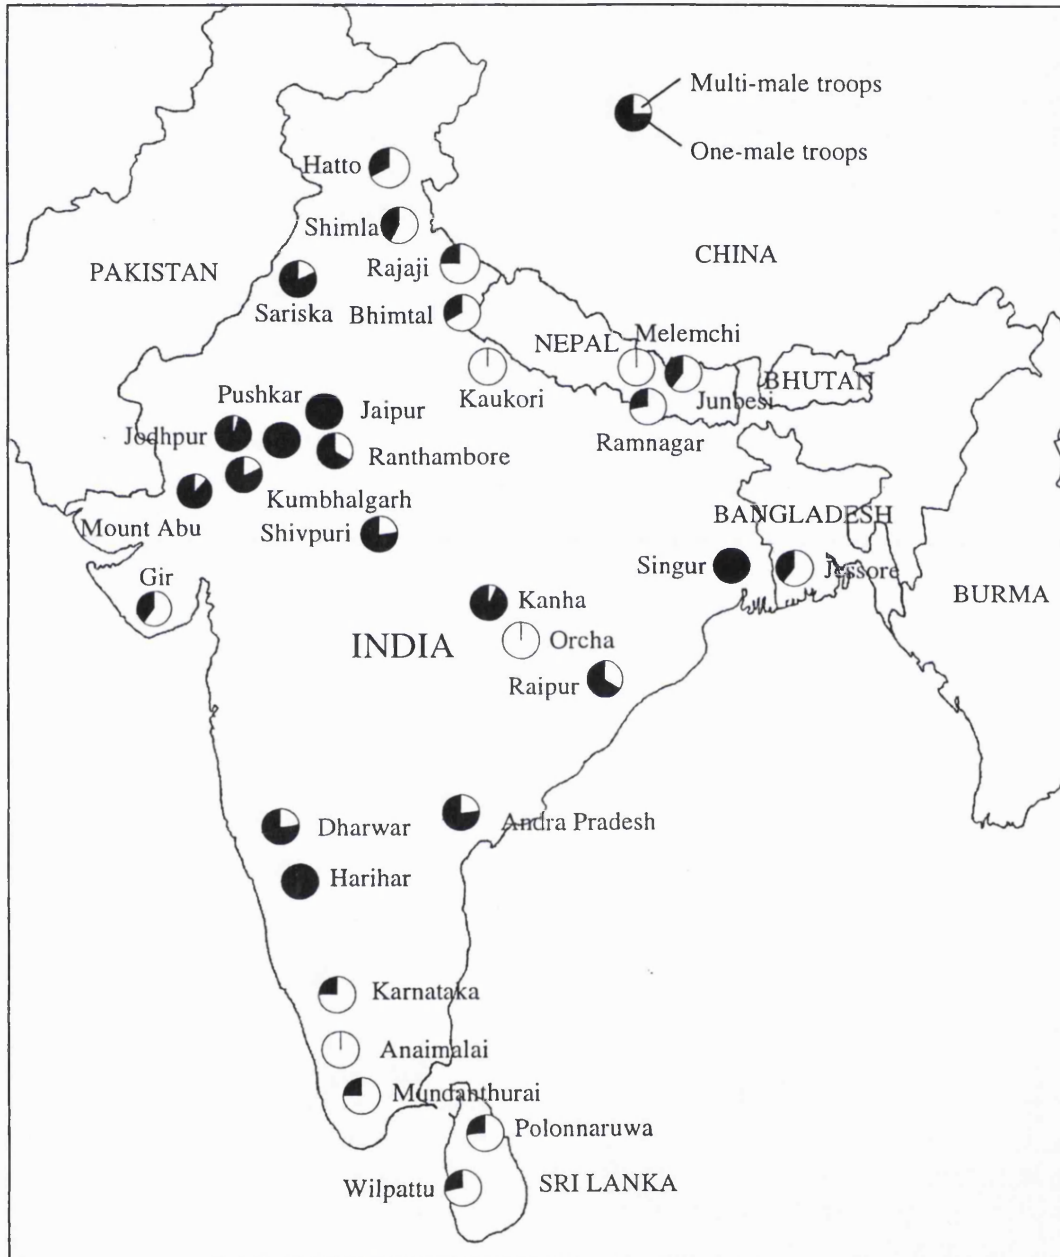 Multi-male troops
One-male troops
Hatto
Shimla
Rajaji
CHINA
PAKISTAN
Sariska
Bhimtal
NEPAL
Melemchi
Kaukori
BHUTAN
Junbesi
Pushkar
Jaipur
Ramnagar
Jodhpur
Ranthambore
Kumbhalgarh
Mount Abu
Shivpuri
BANGLADESH
Singur
Jessore
Gir
Kanha
BURMA
INDIA
Orcha
Raipur
Dharwar
Andra Pradesh
Harihar
Karnataka
Anaimalai
Mundanthurai
Polonnaruwa
Wilpattu
SRI LANKA